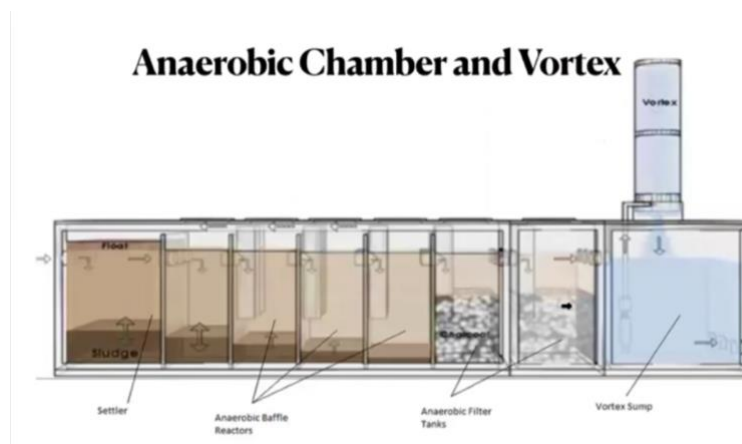 Anaerobic Chamber and Vortex
Vortex
Float
Sludge
Settler
Anaerobic Baffle
Reactors
Anaerobic Filter
Tanks
Vortex Sump